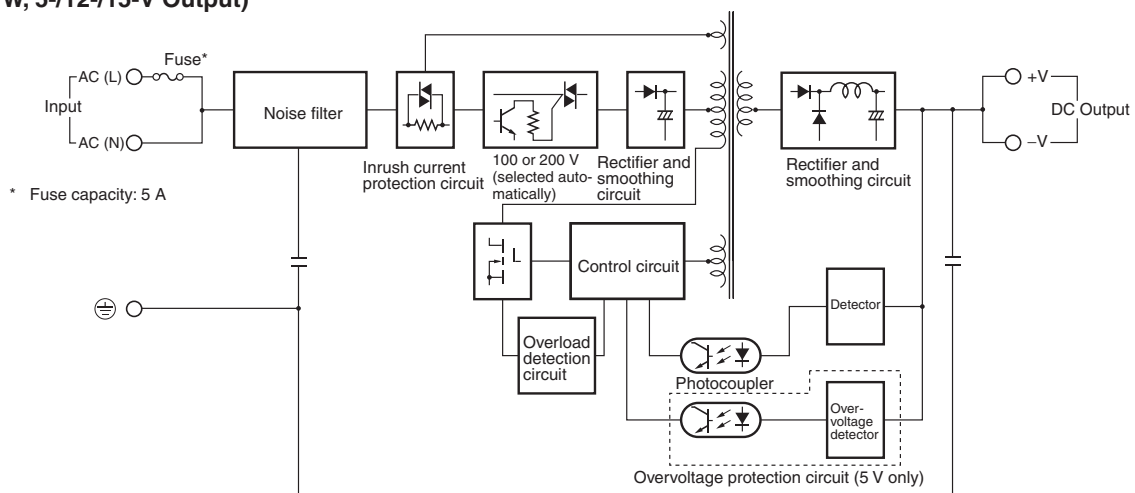 W, 5-/12-/15-V Output)
AC (L)
Fuse*
Input
AC (N)
* Fuse capacity: 5 A
Noise filter
Inrush current
protection circuit
100 or 200 V
(selected auto-
matically)
Rectifier and
smoothing
circuit
Rectifier and
smoothing circuit
+V
DC Output
–V
Control circuit
Overload
detection
circuit
Detector
Photocoupler
Over-
voltage
detector
Overvoltage protection circuit (5 V only)